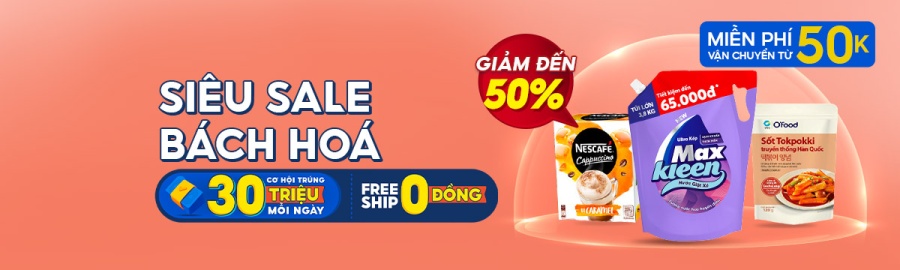 SIÊU SALE
BÁCH HOÁ
CƠ HỘI TRÚNG
30 TRIỆU
MỖI NGÀY
FREE
SHIP 0 ĐỒNG
GIẢM ĐẾN
50%
MIỄN PHÍ
VẬN CHUYỂN TỪ
50K
NESCAFÉ
Cappuccino
CARAMEL
Tiết kiệm đến
65.000đ*
TÚI LỚN
3,8 KG
Max
kleen
O'food
Sốt Tokpokki
truyền thống Hàn Quốc